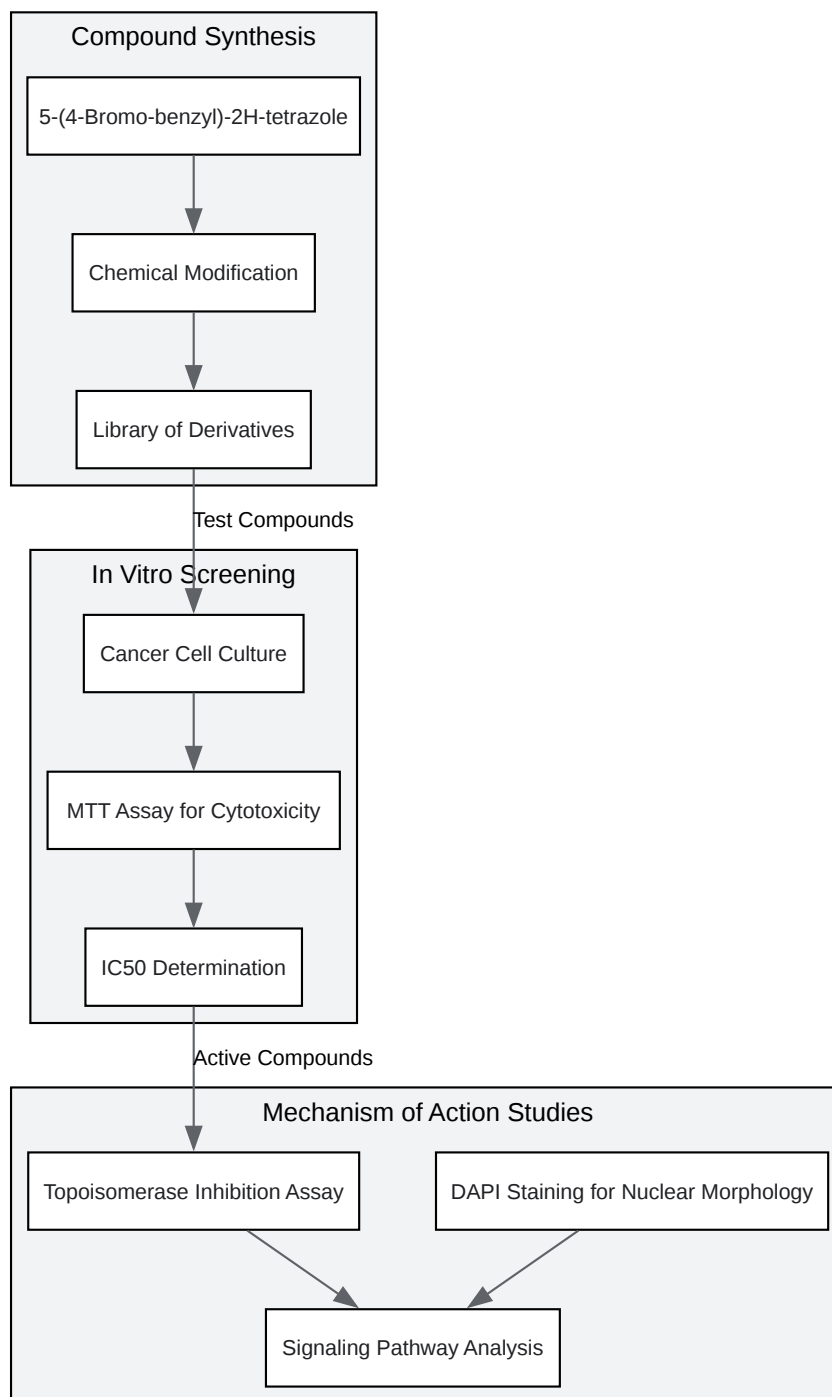 Compound Synthesis
5-(4-Bromo-benzyl)-2H-tetrazole
Chemical Modification
Library of Derivatives
Test Compounds
In Vitro Screening
Cancer Cell Culture
MTT Assay for Cytotoxicity
IC50 Determination
Active Compounds
Mechanism of Action Studies
Topoisomerase Inhibition Assay
DAPI Staining for Nuclear Morphology
Signaling Pathway Analysis